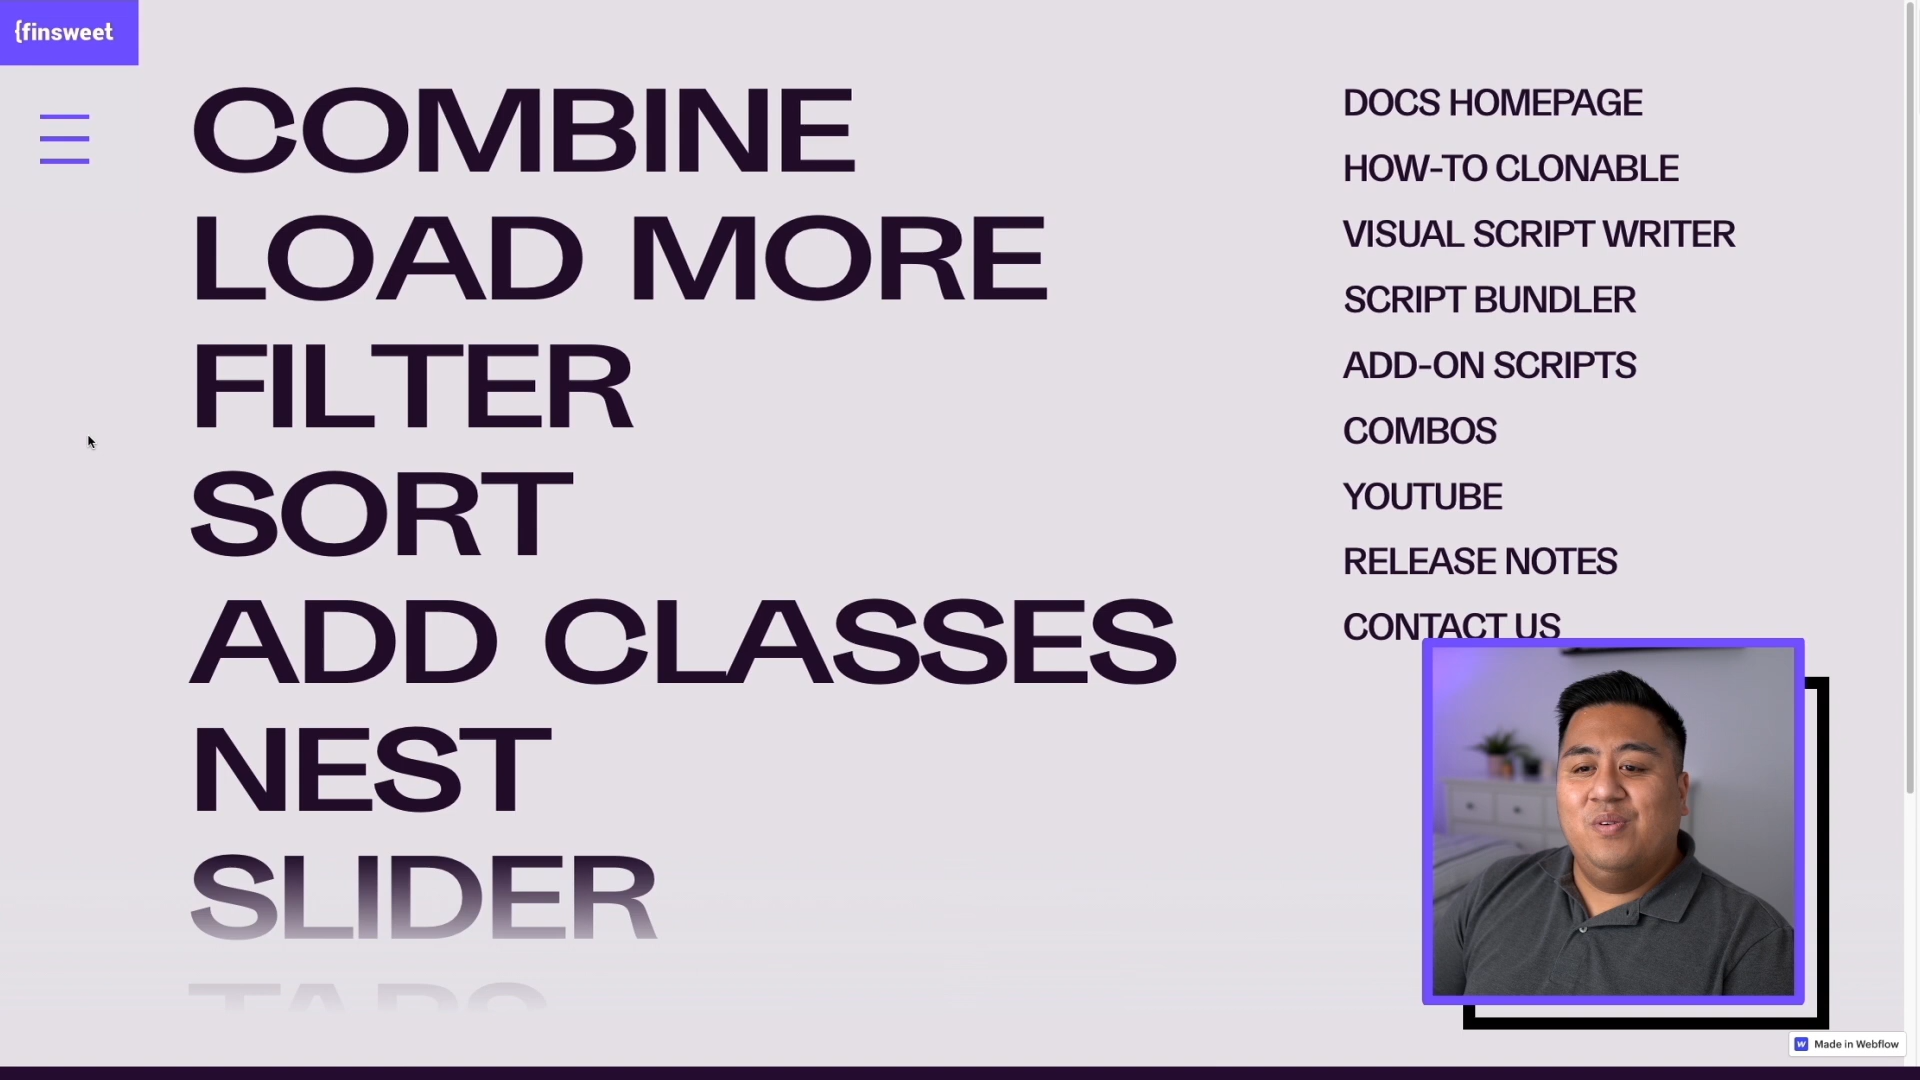 {finsweet
COMBINE
LOAD MORE
FILTER
SORT
ADD CLASSES
NEST
SLIDER
TABS
DOCS HOMEPAGE
HOW-TO CLONABLE
VISUAL SCRIPT WRITER
SCRIPT BUNDLER
ADD-ON SCRIPTS
COMBOS
YOUTUBE
RELEASE NOTES
CONTACT US
Made in Webflow